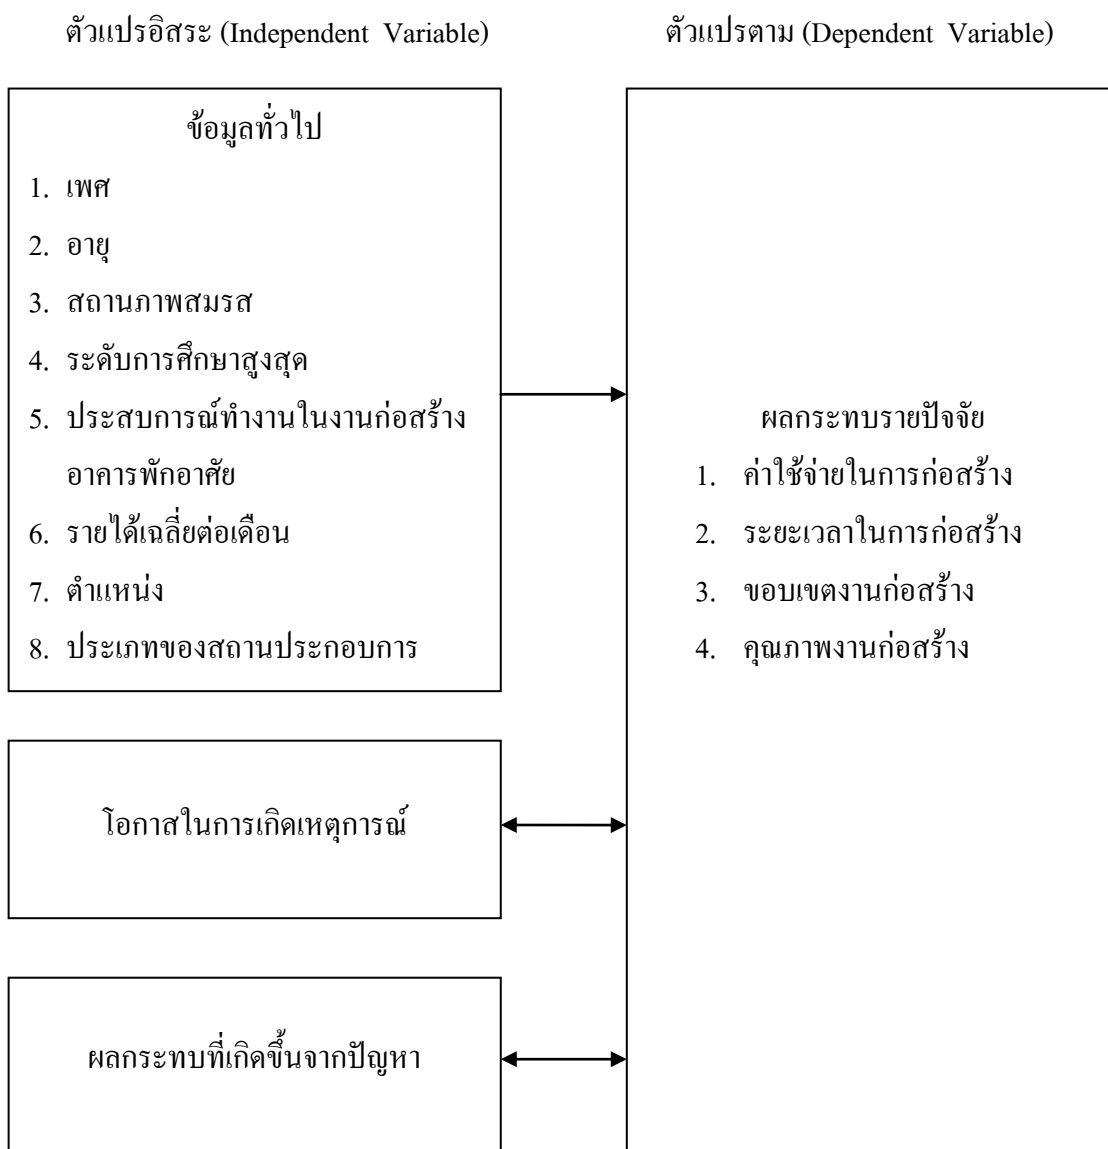 ตัวแปรอิสระ (Independent Variable)
ตัวแปรตาม (Dependent Variable)
ข้อมูลทั่วไป
1. เพศ
2. อายุ
3. สถานภาพสมรส
4. ระดับการศึกษาสูงสุด
5. ประสบการณ์ทำงานในงานก่อสร้าง
อาคารพักอาศัย
6. รายได้เฉลี่ยต่อเดือน
7. ตำแหน่ง
8. ประเภทของสถานประกอบการ
โอกาสในการเกิดเหตุการณ์
ผลกระทบที่เกิดขึ้นจากปัญหา
ผลกระทบรายปัจจัย
1. ค่าใช้จ่ายในการก่อสร้าง
2. ระยะเวลาในการก่อสร้าง
3. ขอบเขตงานก่อสร้าง
4. คุณภาพงานก่อสร้าง